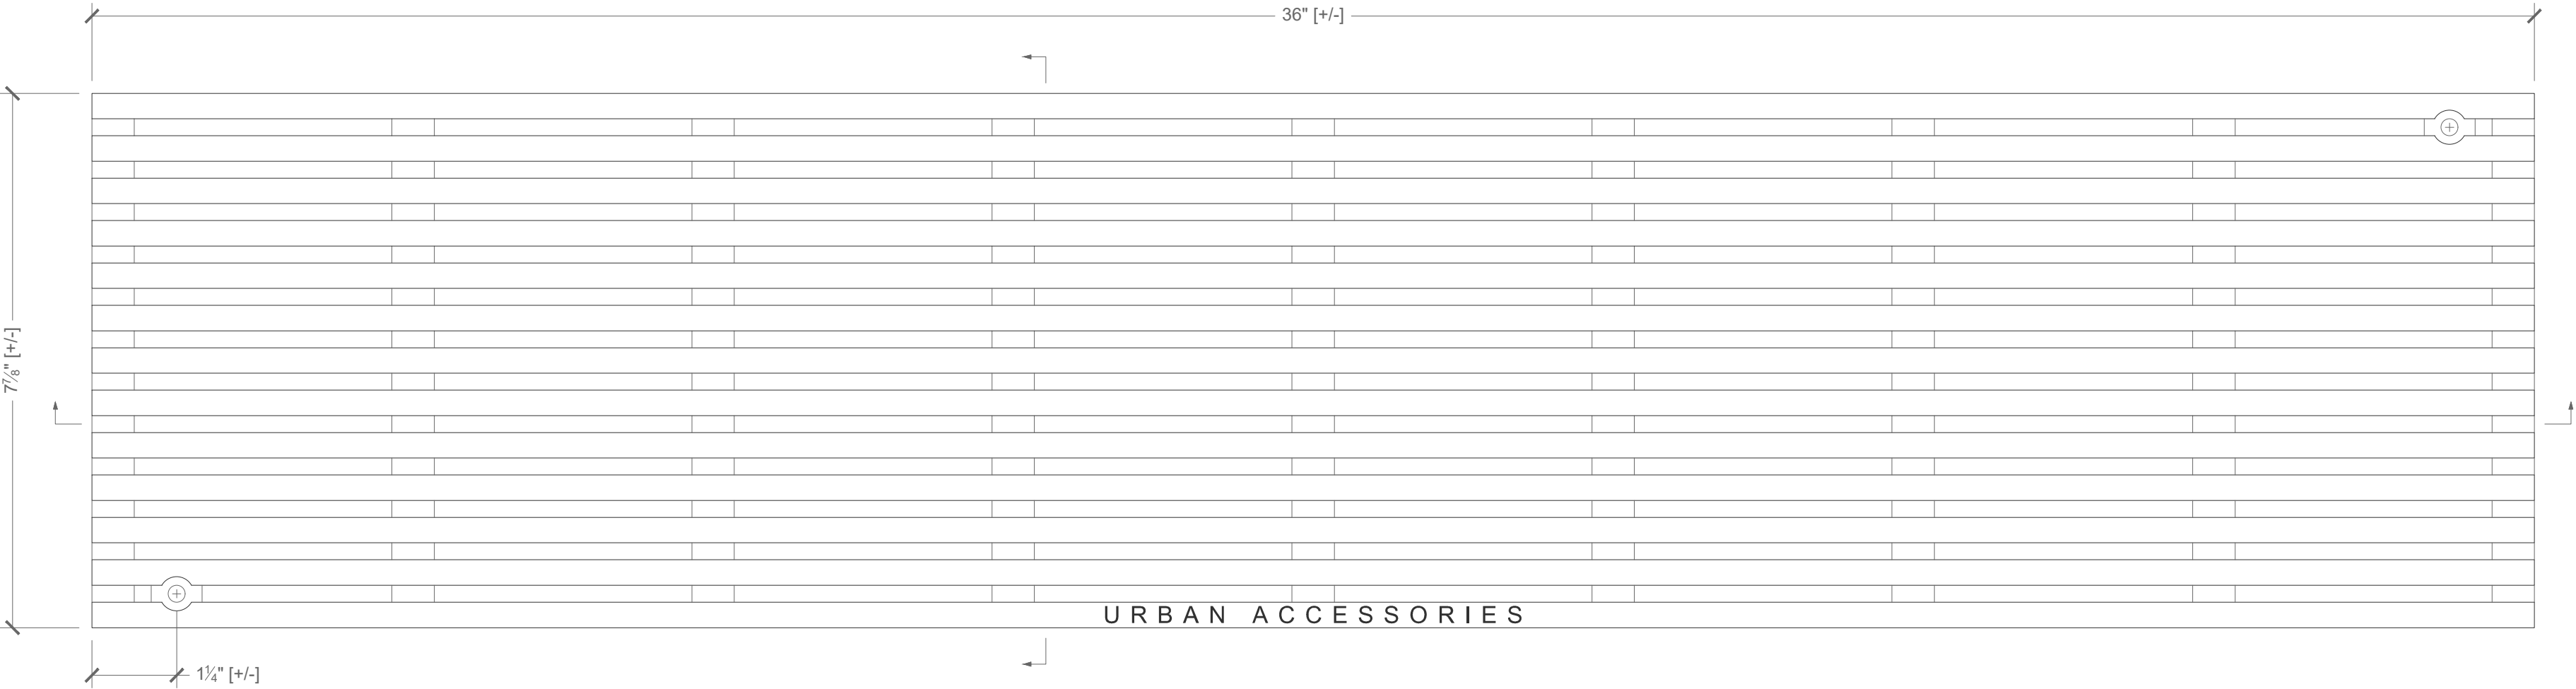 36" [+/-]
7⅞" [+/-]
URBAN ACCESSORIES
1¼" [+/-]